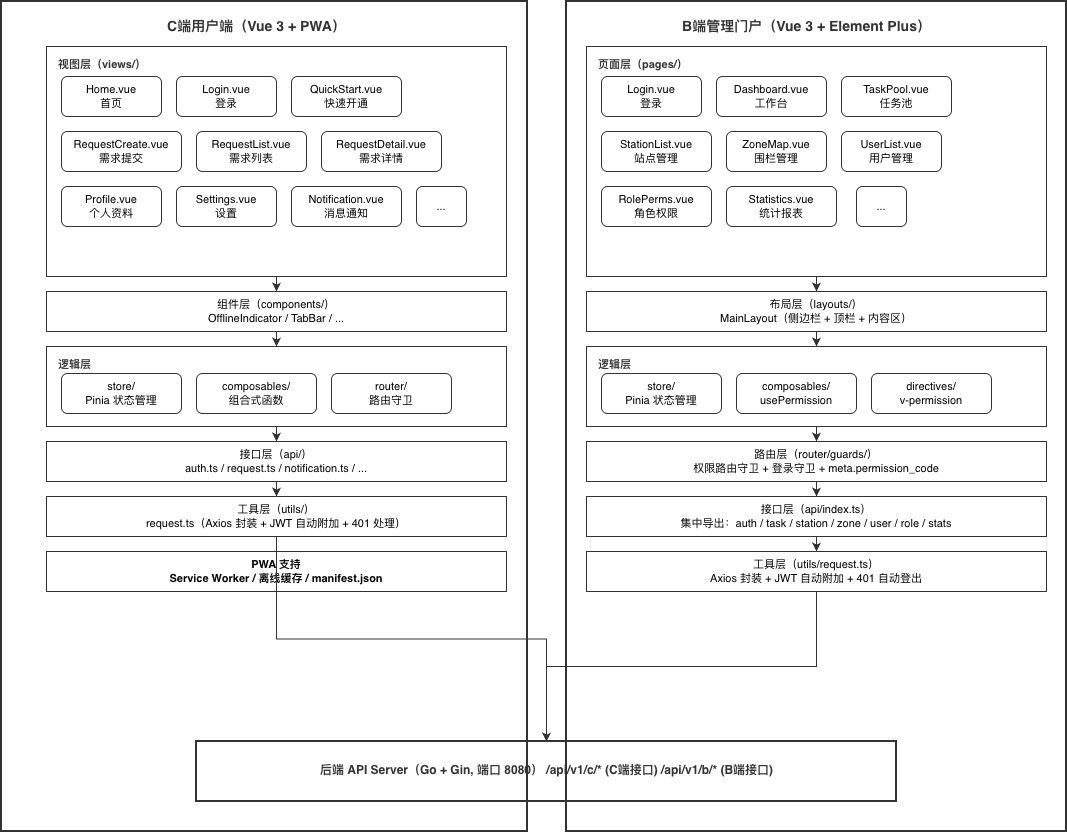 C端用户端（Vue 3 + PWA）
视图层（views/）
Home.vue
首页
Login.vue
登录
QuickStart.vue
快速开通
RequestCreate.vue
需求提交
RequestList.vue
需求列表
RequestDetail.vue
需求详情
Profile.vue
个人资料
Settings.vue
设置
Notification.vue
消息通知
...
组件层（components/）
OfflineIndicator / TabBar / ...
逻辑层
store/
Pinia 状态管理
composables/
组合式函数
router/
路由守卫
接口层（api/）
auth.ts / request.ts / notification.ts / ...
工具层（utils/）
request.ts（Axios 封装 + JWT 自动附加 + 401 处理）
PWA 支持
Service Worker / 离线缓存 / manifest.json
B端管理门户（Vue 3 + Element Plus）
页面层（pages/）
Login.vue
登录
Dashboard.vue
工作台
TaskPool.vue
任务池
StationList.vue
站点管理
ZoneMap.vue
围栏管理
UserList.vue
用户管理
RolePerms.vue
角色权限
Statistics.vue
统计报表
...
布局层（layouts/）
MainLayout（侧边栏 + 顶栏 + 内容区）
逻辑层
store/
Pinia 状态管理
composables/
usePermission
directives/
v-permission
路由层（router/guards/）
权限路由守卫 + 登录守卫 + meta.permission_code
接口层（api/index.ts）
集中导出：auth / task / station / zone / user / role / stats
工具层（utils/request.ts）
Axios 封装 + JWT 自动附加 + 401 自动登出
后端 API Server（Go + Gin, 端口 8080） /api/v1/c/* (C端接口) /api/v1/b/* (B端接口)